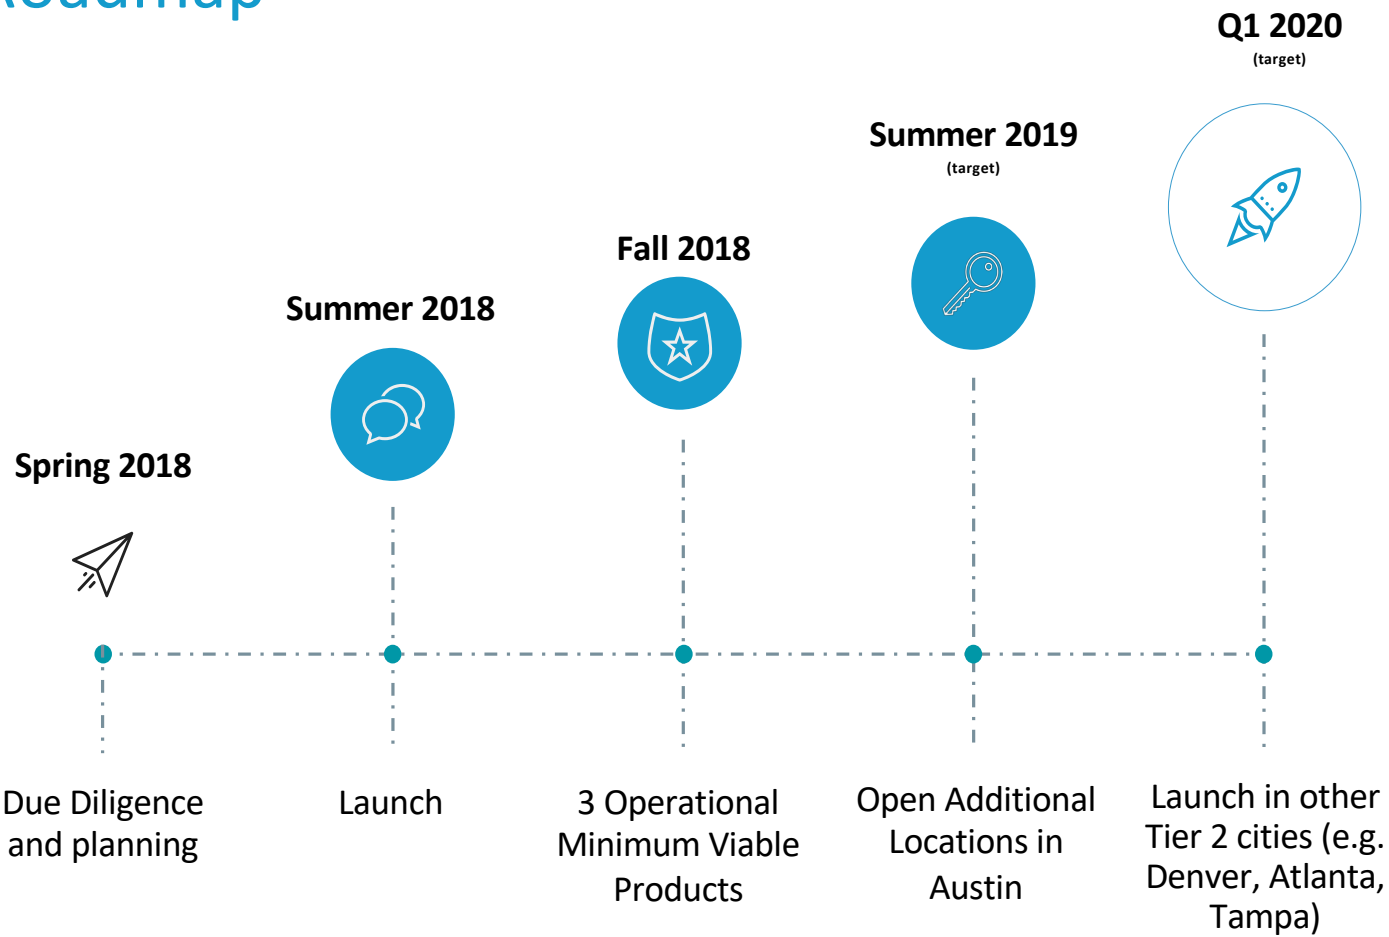 Roadmap
Q1 2020
(target)
Summer 2019
(target)
Fall 2018
Summer 2018
Spring 2018
Due Diligence
and planning
Launch
3 Operational
Minimum Viable
Products
Open Additional
Locations in
Austin
Launch in other
Tier 2 cities (e.g.
Denver, Atlanta,
Tampa)